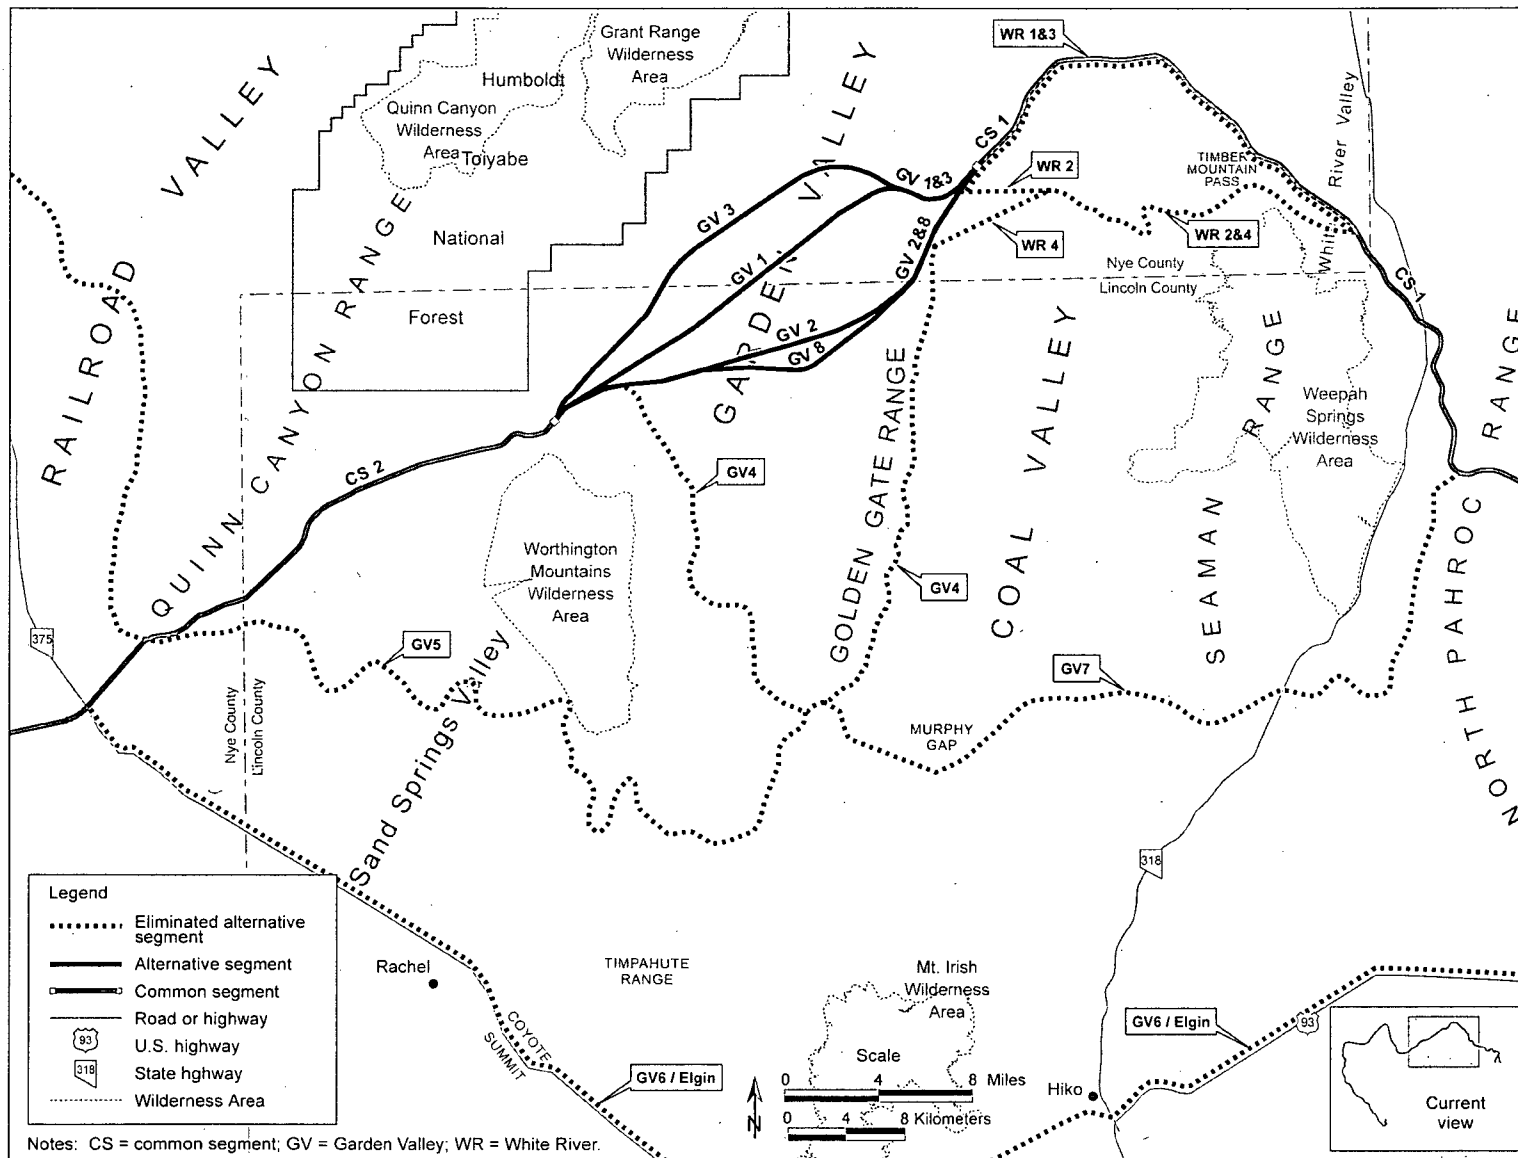 WR 1&3
Grant Range
Wilderness
Area
Humboldt
Quinn Canyon
Wilderness
Area
Toiyabe
National
Forest
VALLEY
VALLEY
CS 1
White River Valley
TIMBER
MOUNTAIN
PASS
WR 2
GV 1&3
GV 3
WR 4
WR 2&4
GV 2&8
GV 1
Nye County
Lincoln County
CS 1
RAILROAD
QUINN CANYON RANGE
GARDEN
GV 2
GV 8
GOLDEN GATE RANGE
COAL VALLEY
SEAMAN RANGE
RANGE
Weepah
Springs
Wilderness
Area
CS 2
GV4
Worthington
Mountains
Wilderness
Area
GV4
NORTH PAHROC
375
GV5
Sand Springs Valley
GV7
MURPHY
GAP
Nye County
Lincoln County
318
Legend
Eliminated alternative
segment
Alternative segment
Common segment
Road or highway
93
U.S. highway
318
State hghway
Wilderness Area
Rachel
TIMPAHUTE
RANGE
COYOTE
SUMMIT
GV6 / Elgin
Mt. Irish
Wilderness
Area
Scale
0 4 8 Miles
0 4 8 Kilometers
N
Hiko
GV6 / Elgin
93
Current
view
Notes: CS = common segment; GV = Garden Valley; WR = White River.